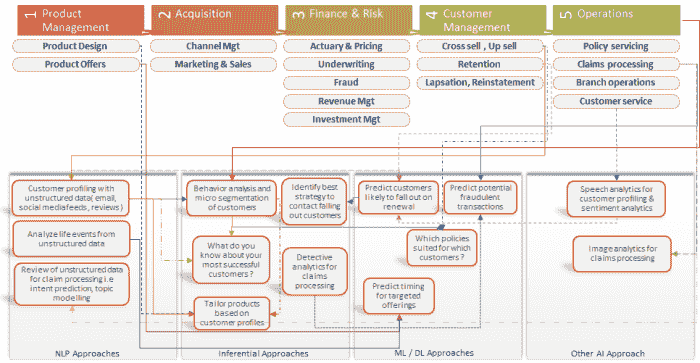 1 Product
Management
2 Acquisition
3 Finance & Risk
4 Customer
Management
5 Operations
Product Design
Product Offers
Channel Mgt
Marketing & Sales
Actuary & Pricing
Underwriting
Fraud
Revenue Mgt
Investment Mgt
Cross sell , Up sell
Retention
Lapsation, Reinstatement
Policy servicing
Claims processing
Branch operations
Customer service
Customer profiling with
unstructured data( email,
social mediafeeds , reviews )
Analyze life events from
unstructured data
Review of unstructured data
for claim processing i.e
intent prediction, topic
modelling
NLP Approaches
Behavior analysis and
micro segmentation
of customers
Identify best
strategy to
contact falling
out customers
What do you
know about your
most successful
customers ?
Detective
analytics for
claims
processing
Tailor products
based on
customer profiles
Inferential Approaches
Predict customers
likely to fall out on
renewal
Predict potential
fraudulent
transactions
Which policies
suited for which
customers ?
Predict timing
for targeted
offerings
ML / DL Approaches
Speech analytics for
customer profiling &
sentiment analytics
Image analytics for
claims processing
Other AI Approach